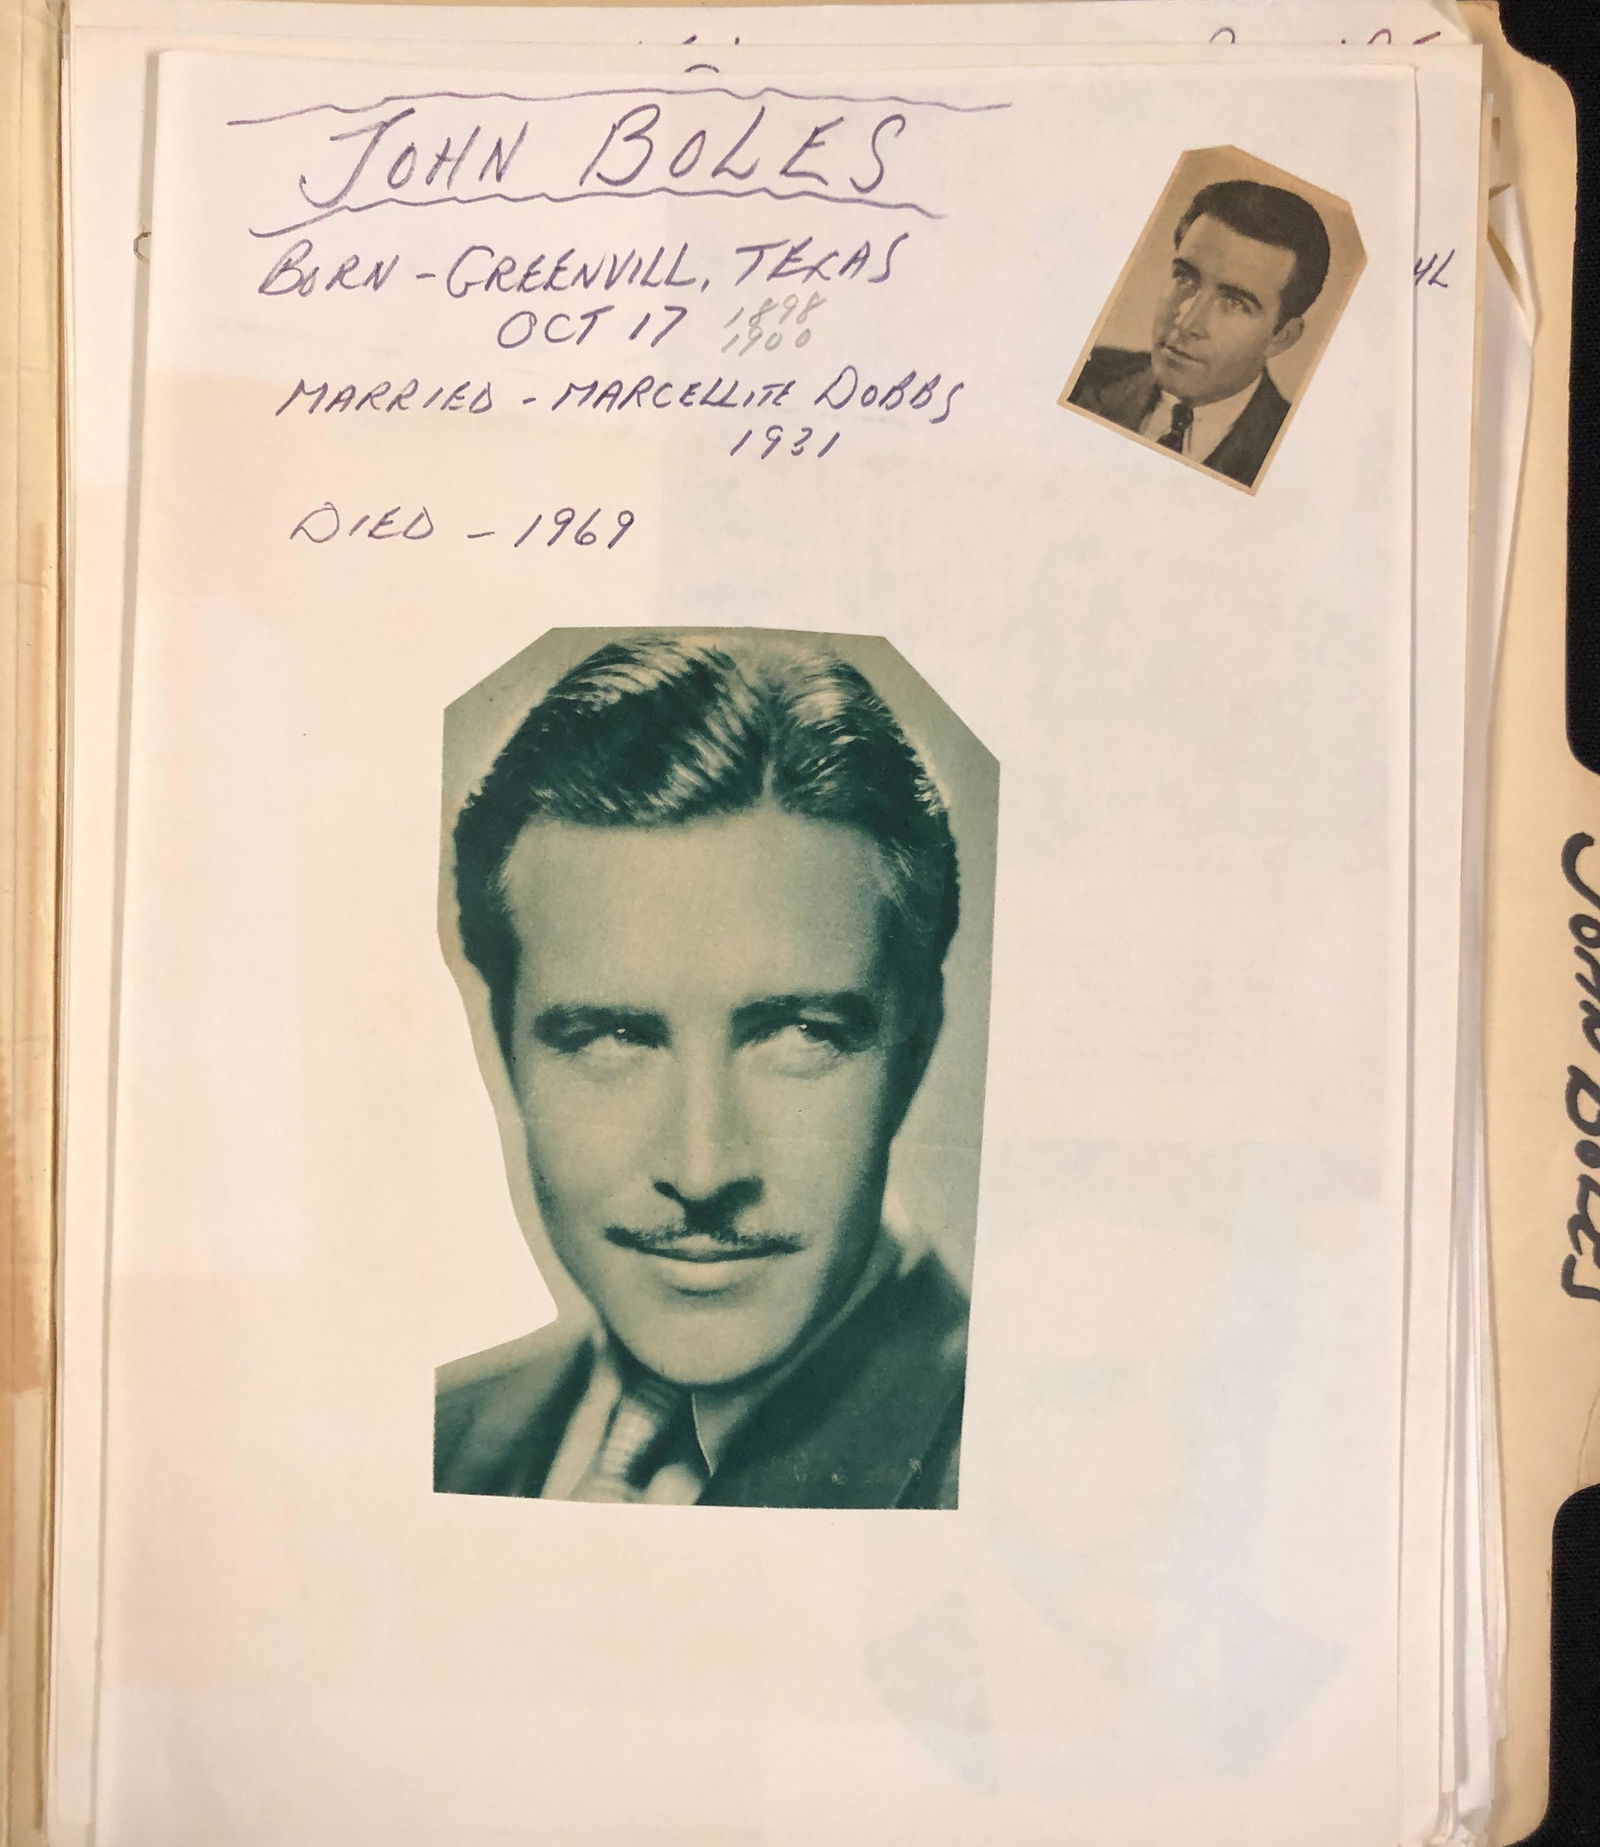 JOHN BOLES
BORN - GREENVILL, TEXAS
OCT 17 1898
1900
MARRIED - MARCELLITE DOBBS
1931
DIED - 1969
JOHN BOLES